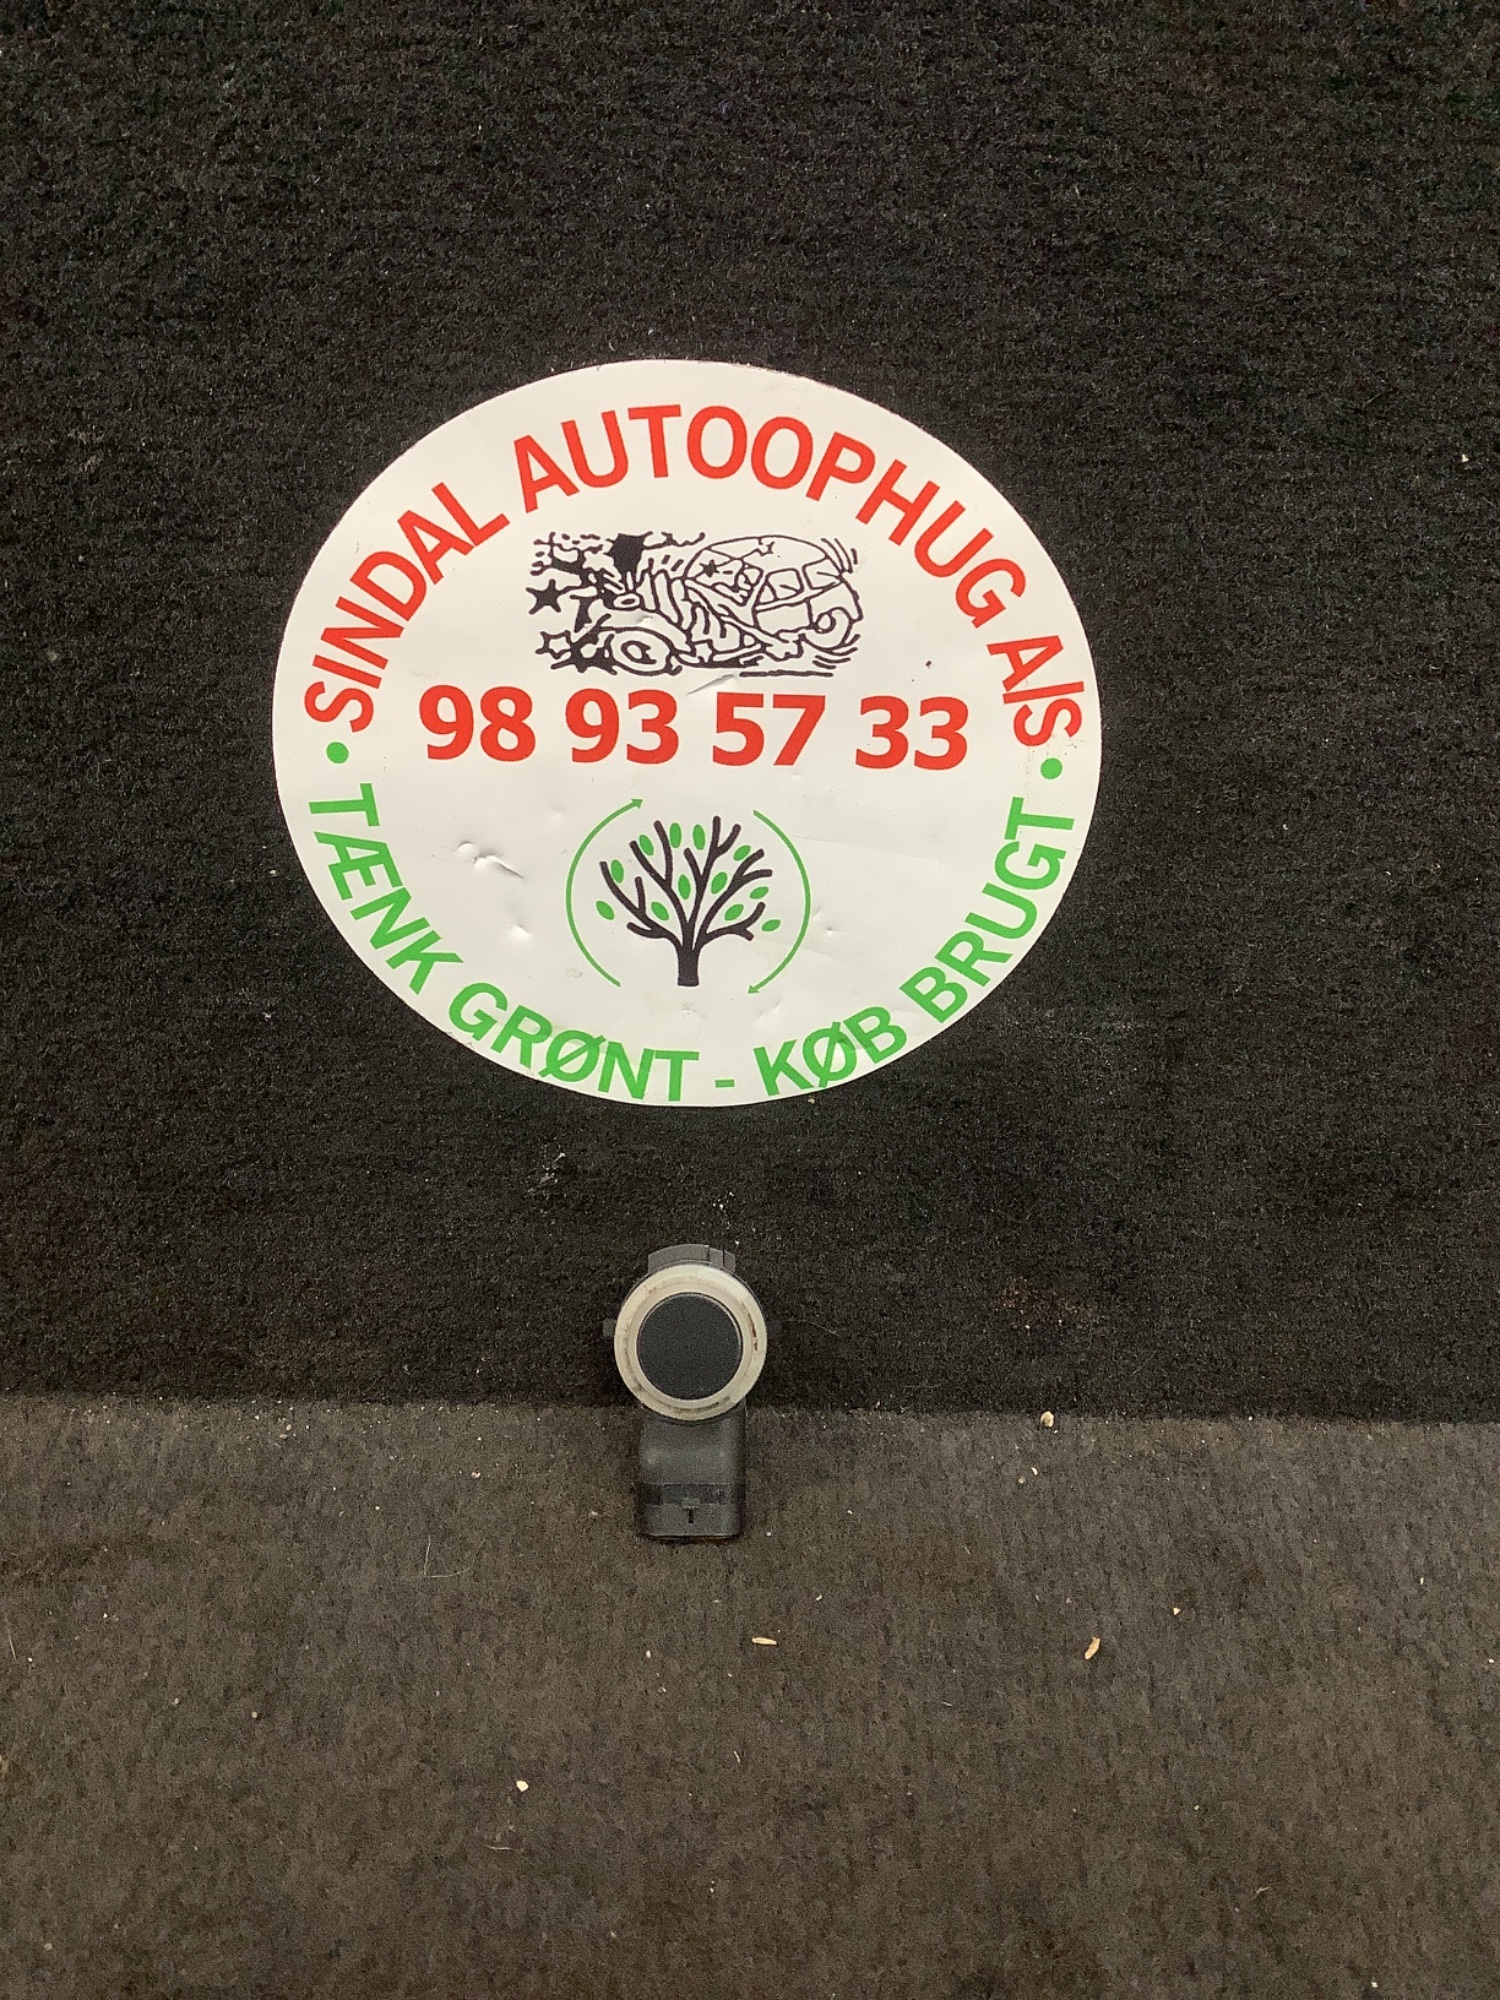 SINDAL AUTOOPHUG A/S
98 93 57 33
• TÆNK GRØNT - KØB BRUGT •